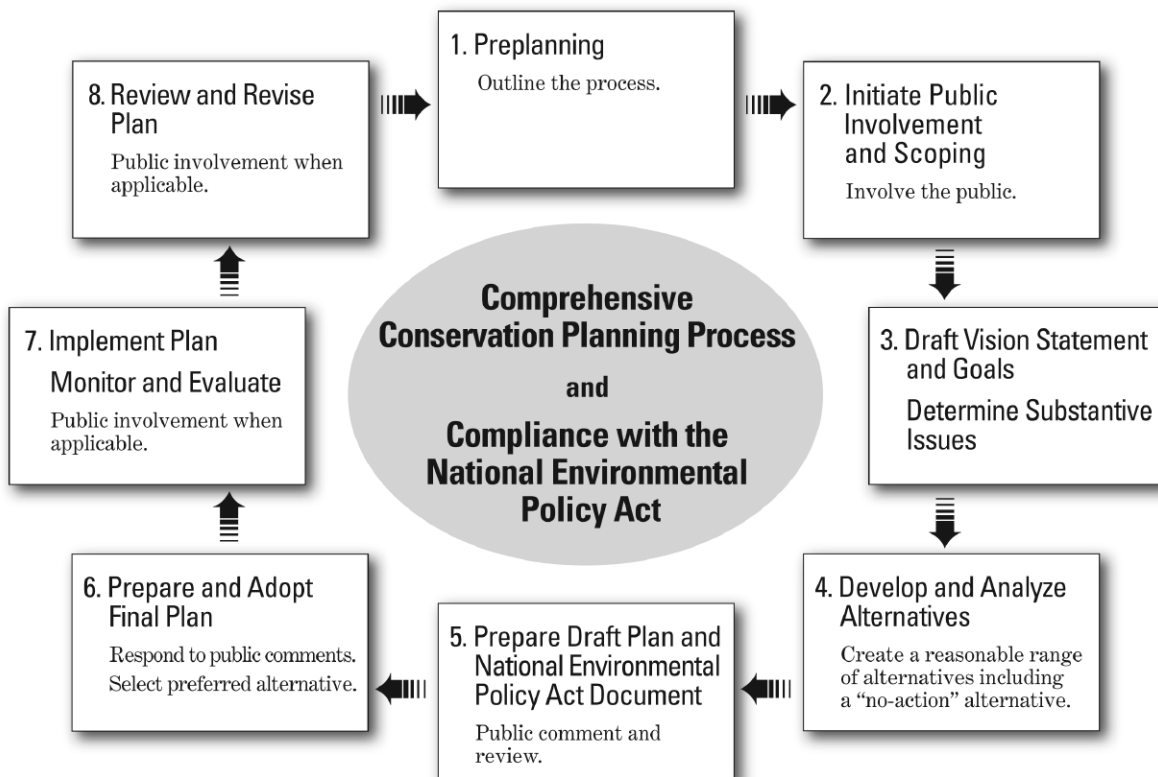 1. Preplanning
Outline the process.
2. Initiate Public
Involvement
and Scoping
Involve the public.
3. Draft Vision Statement
and Goals
Determine Substantive
Issues
4. Develop and Analyze
Alternatives
Create a reasonable range
of alternatives including
a “no-action” alternative.
5. Prepare Draft Plan and
National Environmental
Policy Act Document
Public comment and
review.
6. Prepare and Adopt
Final Plan
Respond to public comments.
Select preferred alternative.
7. Implement Plan
Monitor and Evaluate
Public involvement when
applicable.
8. Review and Revise
Plan
Public involvement when
applicable.
Comprehensive
Conservation Planning Process
and
Compliance with the
National Environmental
Policy Act